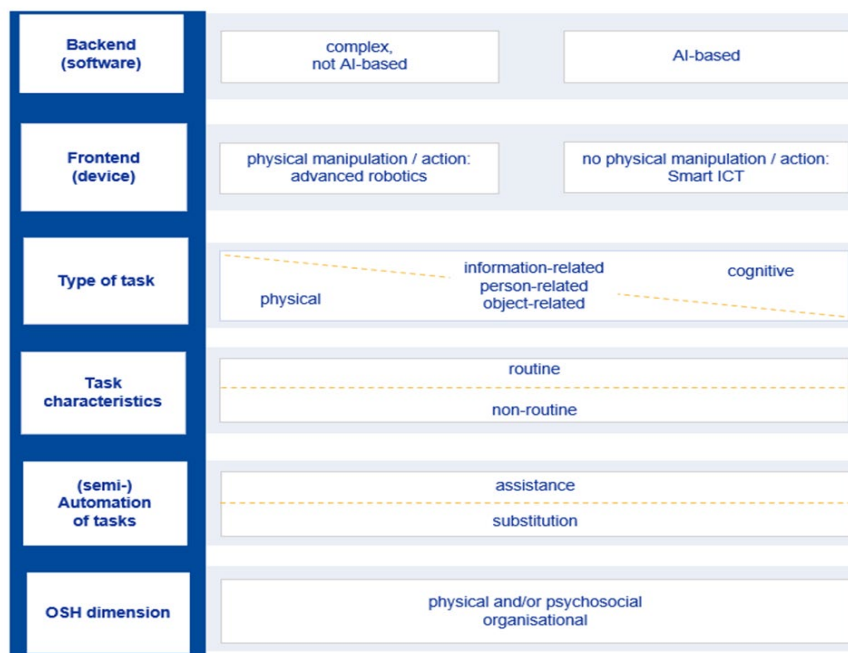 Backend
(software)
complex,
not AI-based
AI-based
Frontend
(device)
physical manipulation / action:
advanced robotics
no physical manipulation / action:
Smart ICT
Type of task
physical
information-related
person-related
object-related
cognitive
Task
characteristics
routine
non-routine
(semi-)
Automation
of tasks
assistance
substitution
OSH dimension
physical and/or psychosocial
organisational